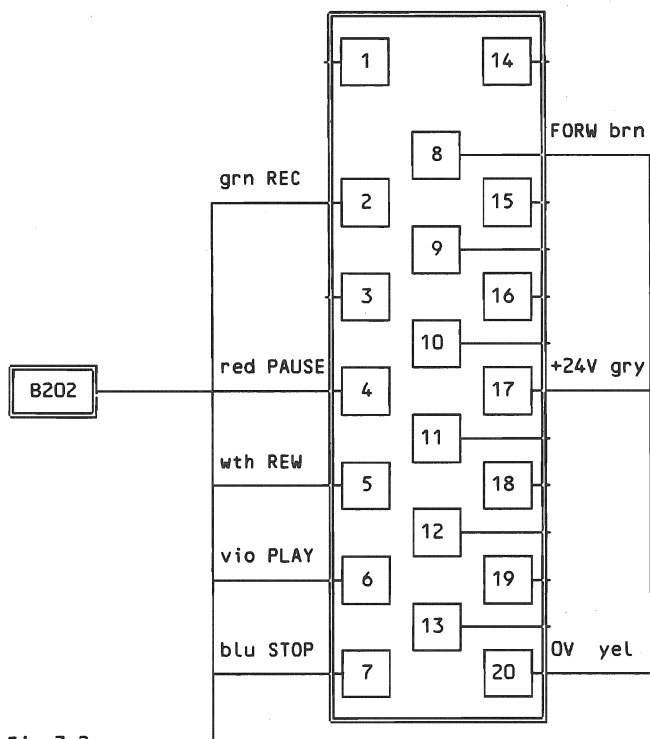 1 14
FORW brn
8
grn REC
2 15
9
3 16
10
red PAUSE +24V gry
B202 4 17
11
wth REW
5 18
12
vio PLAY
6 19
13
blu STOP 0V yel
7 20